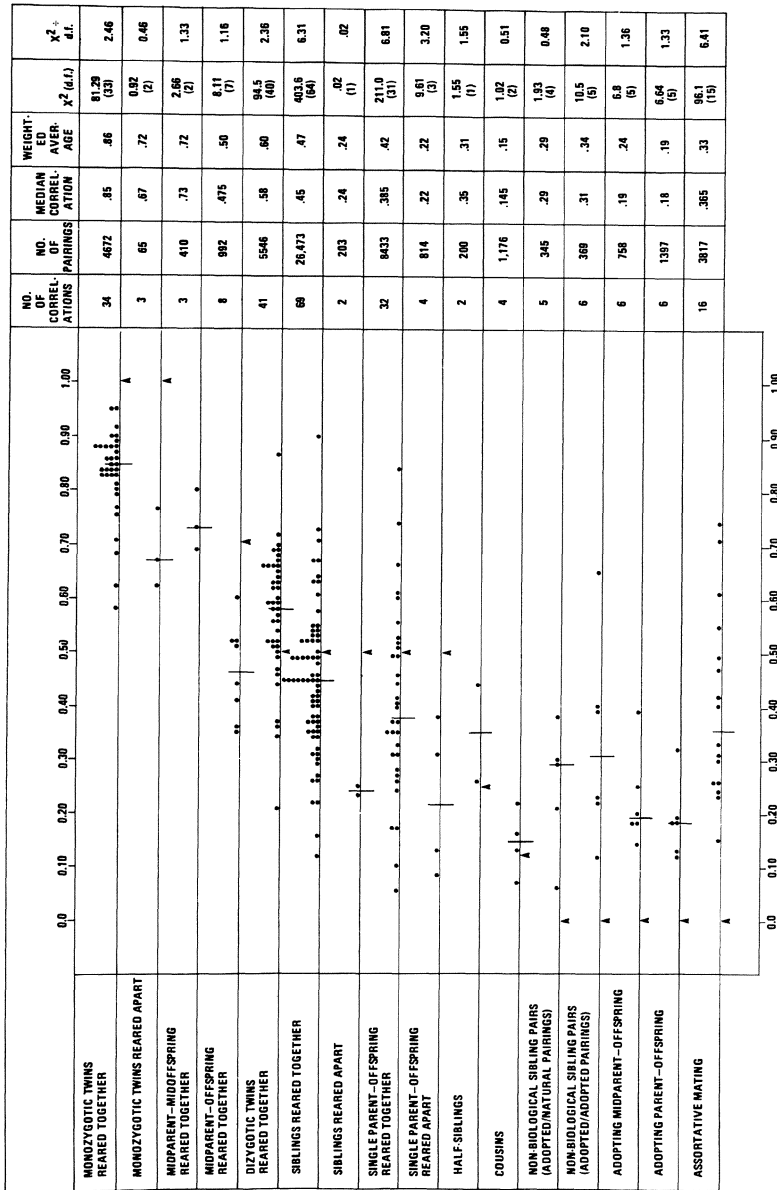 0.0 0.10 0.20 0.30 0.40 0.50 0.60 0.70 0.80 0.90 1.00
NO. OF CORREL-ATIONS
NO. OF PAIRINGS
MEDIAN CORREL-ATION
WEIGHT-ED AVER-AGE
χ² (d.f.)
χ² ÷ d.f.
MONOZYGOTIC TWINS
REARED TOGETHER
34 4672 .85 .86 81.29 (33) 2.46
MONOZYGOTIC TWINS REARED APART
3 65 .67 .72 0.92 (2) 0.46
MIDPARENT–MIDOFFSPRING
REARED TOGETHER
3 410 .73 .72 2.66 (2) 1.33
MIDPARENT–OFFSPRING
REARED TOGETHER
8 992 .475 .50 8.11 (7) 1.16
DIZYGOTIC TWINS
REARED TOGETHER
41 5546 .58 .60 94.5 (40) 2.36
SIBLINGS REARED TOGETHER
69 26,473 .45 .47 403.6 (64) 6.31
SIBLINGS REARED APART
2 203 .24 .24 .02 (1) .02
SINGLE PARENT–OFFSPRING
REARED TOGETHER
32 8433 .385 .42 211.0 (31) 6.81
SINGLE PARENT–OFFSPRING
REARED APART
4 814 .22 .22 9.61 (3) 3.20
HALF-SIBLINGS
2 200 .35 .31 1.55 (1) 1.55
COUSINS
4 1,176 .145 .15 1.02 (2) 0.51
NON-BIOLOGICAL SIBLING PAIRS
(ADOPTED/NATURAL PAIRINGS)
5 345 .29 .29 1.93 (4) 0.48
NON-BIOLOGICAL SIBLING PAIRS
(ADOPTED/ADOPTED PAIRINGS)
6 369 .31 .34 10.5 (5) 2.10
ADOPTING MIDPARENT–OFFSPRING
6 758 .19 .24 6.8 (5) 1.36
ADOPTING PARENT–OFFSPRING
6 1397 .18 .19 6.64 (5) 1.33
ASSORTATIVE MATING
16 3817 .365 .33 96.1 (15) 6.41
0.0 0.10 0.20 0.30 0.40 0.50 0.60 0.70 0.80 0.90 1.00